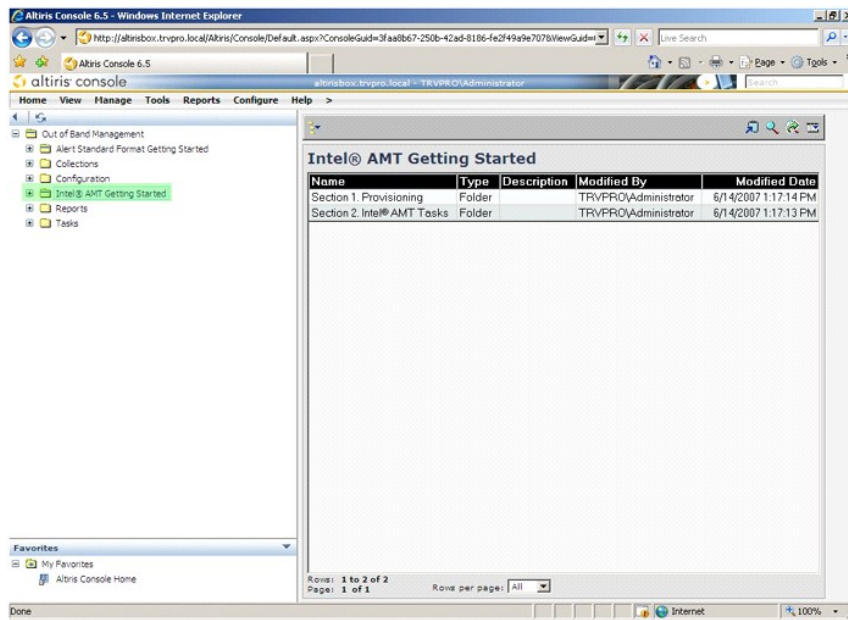 Altiris Console 6.5 - Windows Internet Explorer
http://altirisbox.trvpro.local/Altiris/Console/Default.aspx?ConsoleGuid=3faa8b67-250b-42ad-8186-fe2f49a9e707&ViewGuid=
Live Search
Altiris Console 6.5
Page
Tools
altiris console
altirisbox.trvpro.local - TRVPRO\Administrator
Search
Home View Manage Tools Reports Configure Help >
Out of Band Management
Alert Standard Format Getting Started
Collections
Configuration
Intel® AMT Getting Started
Reports
Tasks
Intel® AMT Getting Started
Name Type Description Modified By Modified Date
Section 1. Provisioning Folder TRVPRO\Administrator 6/14/2007 1:17:14 PM
Section 2. Intel® AMT Tasks Folder TRVPRO\Administrator 6/14/2007 1:17:13 PM
Favorites
My Favorites
Altiris Console Home
Rows: 1 to 2 of 2
Page: 1 of 1
Rows per page: All
Done
Internet
100%